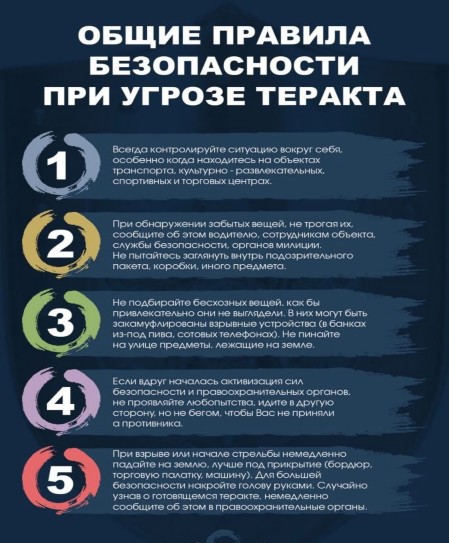 ОБЩИЕ ПРАВИЛА
БЕЗОПАСНОСТИ
ПРИ УГРОЗЕ ТЕРАКТА
1
Всегда контролируйте ситуацию вокруг себя,
особенно когда находитесь на объектах
транспорта, культурно - развлекательных,
спортивных и торговых центрах.
2
При обнаружении забытых вещей, не трогая их,
сообщите об этом водителю, сотрудникам объекта,
службы безопасности, органов милиции.
Не пытайтесь заглянуть внутрь подозрительного
пакета, коробки, иного предмета.
3
Не подбирайте бесхозных вещей, как бы
привлекательно они не выглядели. В них могут быть
закамуфлированы взрывные устройства (в банках
из-под пива, сотовых телефонах). Не пинайте
на улице предметы, лежащие на земле.
4
Если вдруг началась активизация сил
безопасности и правоохранительных органов,
не проявляйте любопытства, идите в другую
сторону, но не бегом, чтобы Вас не приняли
а противника.
5
При взрыве или начале стрельбы немедленно
падайте на землю, лучше под прикрытие (бордюр,
торговую палатку, машину). Для большей
безопасности накройте голову руками. Случайно
узнав о готовящемся теракте, немедленно
сообщите об этом в правоохранительные органы.